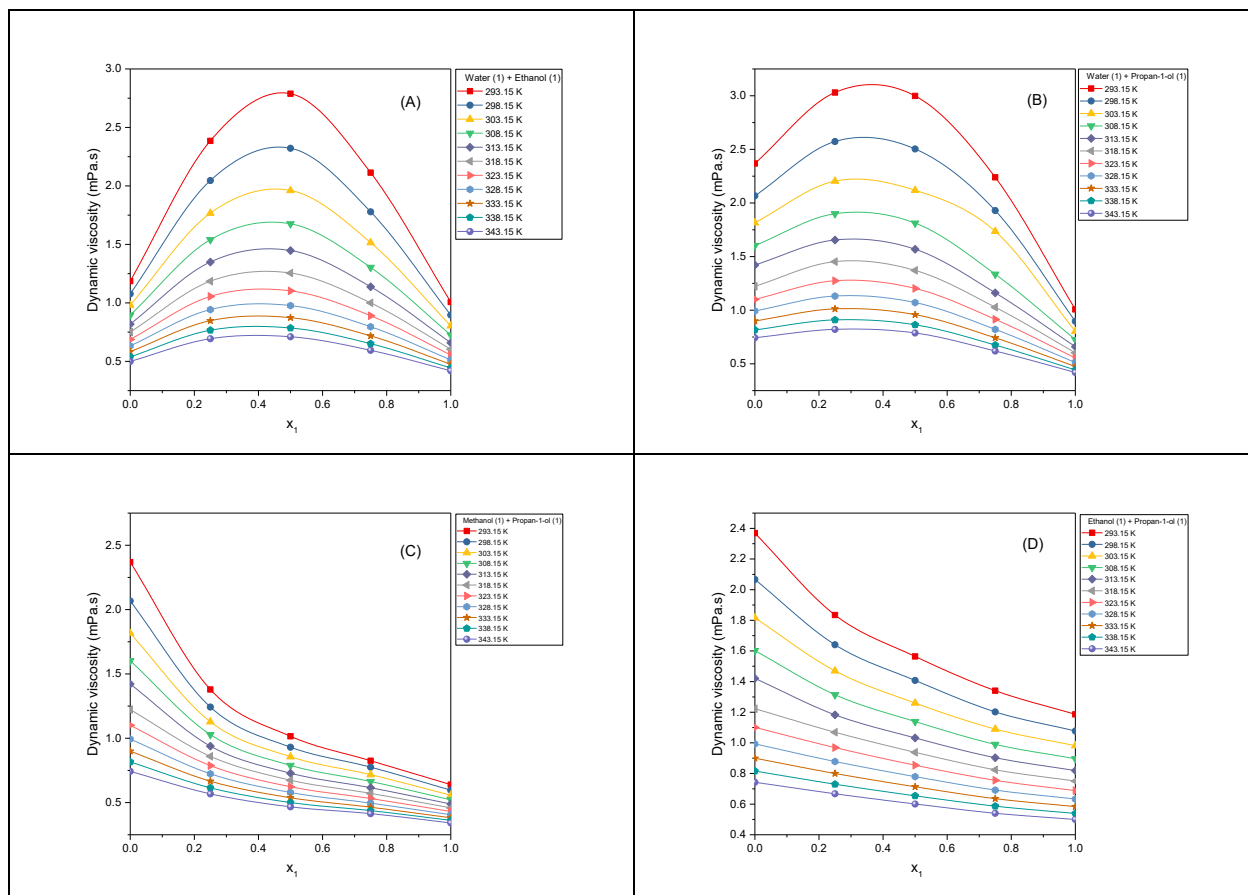 3.0
2.5
2.0
1.5
1.0
0.5
0.0
0.2
0.4
0.6
0.8
1.0
Dynamic viscosity (mPa.s)
x1
(A)
Water (1) + Ethanol (1)
293.15 K
298.15 K
303.15 K
308.15 K
313.15 K
318.15 K
323.15 K
328.15 K
333.15 K
338.15 K
343.15 K
3.0
2.5
2.0
1.5
1.0
0.5
0.0
0.2
0.4
0.6
0.8
1.0
Dynamic viscosity (mPa.s)
x1
(B)
Water (1) + Propan-1-ol (1)
293.15 K
298.15 K
303.15 K
308.15 K
313.15 K
318.15 K
323.15 K
328.15 K
333.15 K
338.15 K
343.15 K
2.5
2.0
1.5
1.0
0.5
0.0
0.2
0.4
0.6
0.8
1.0
Dynamic viscosity (mPa.s)
x1
(C)
Methanol (1) + Propan-1-ol (1)
293.15 K
298.15 K
303.15 K
308.15 K
313.15 K
318.15 K
323.15 K
328.15 K
333.15 K
338.15 K
343.15 K
2.4
2.2
2.0
1.8
1.6
1.4
1.2
1.0
0.8
0.6
0.4
0.0
0.2
0.4
0.6
0.8
1.0
Dynamic viscosity (mPa.s)
x1
(D)
Ethanol (1) + Propan-1-ol (1)
293.15 K
298.15 K
303.15 K
308.15 K
313.15 K
318.15 K
323.15 K
328.15 K
333.15 K
338.15 K
343.15 K